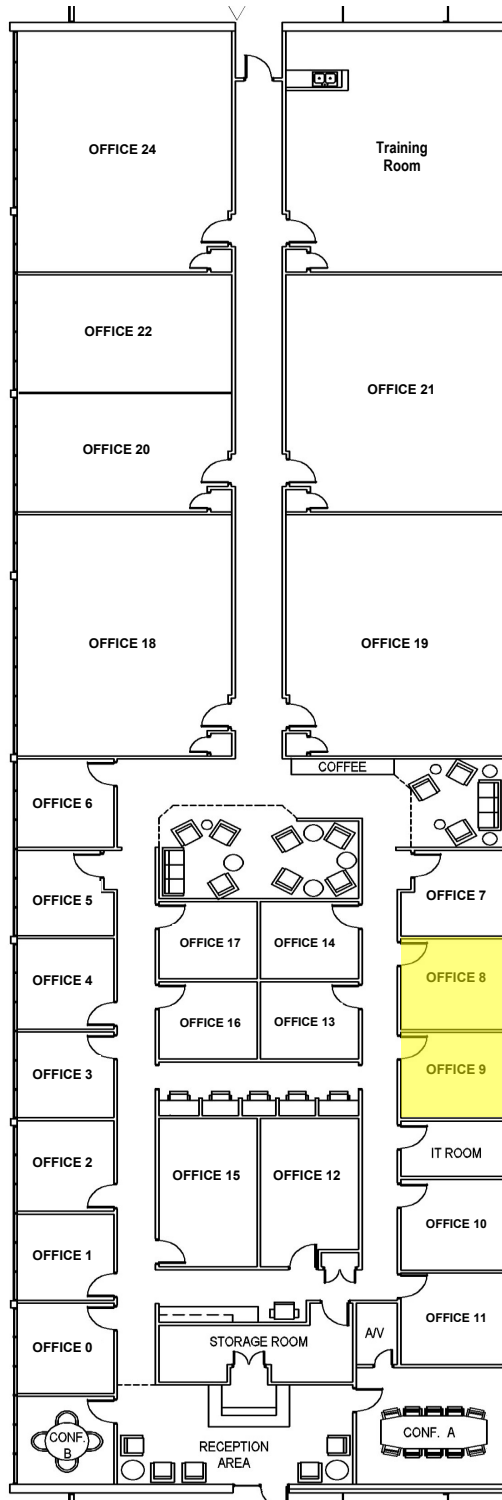 OFFICE 24
Training
Room
OFFICE 22
OFFICE 21
OFFICE 20
OFFICE 18
OFFICE 19
COFFEE
OFFICE 6
OFFICE 7
OFFICE 5
OFFICE 17
OFFICE 14
OFFICE 8
OFFICE 4
OFFICE 16
OFFICE 13
OFFICE 9
OFFICE 3
OFFICE 2
IT ROOM
OFFICE 15
OFFICE 12
OFFICE 10
OFFICE 1
OFFICE 11
OFFICE 0
STORAGE ROOM
A/V
CONF.
B
CONF. A
RECEPTION
AREA